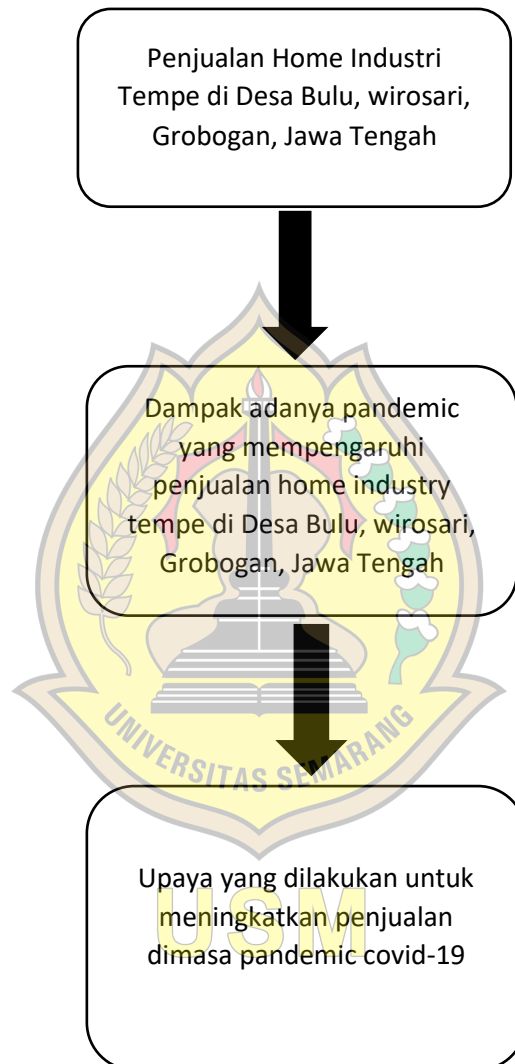 Penjualan Home Industri
Tempe di Desa Bulu, wirosari,
Grobogan, Jawa Tengah
Dampak adanya pandemic
yang mempengaruhi
penjualan home industry
tempe di Desa Bulu, wirosari,
Grobogan, Jawa Tengah
UNIVERSITAS SEMARANG
Upaya yang dilakukan untuk
meningkatkan penjualan
dimasa pandemic covid-19
USM